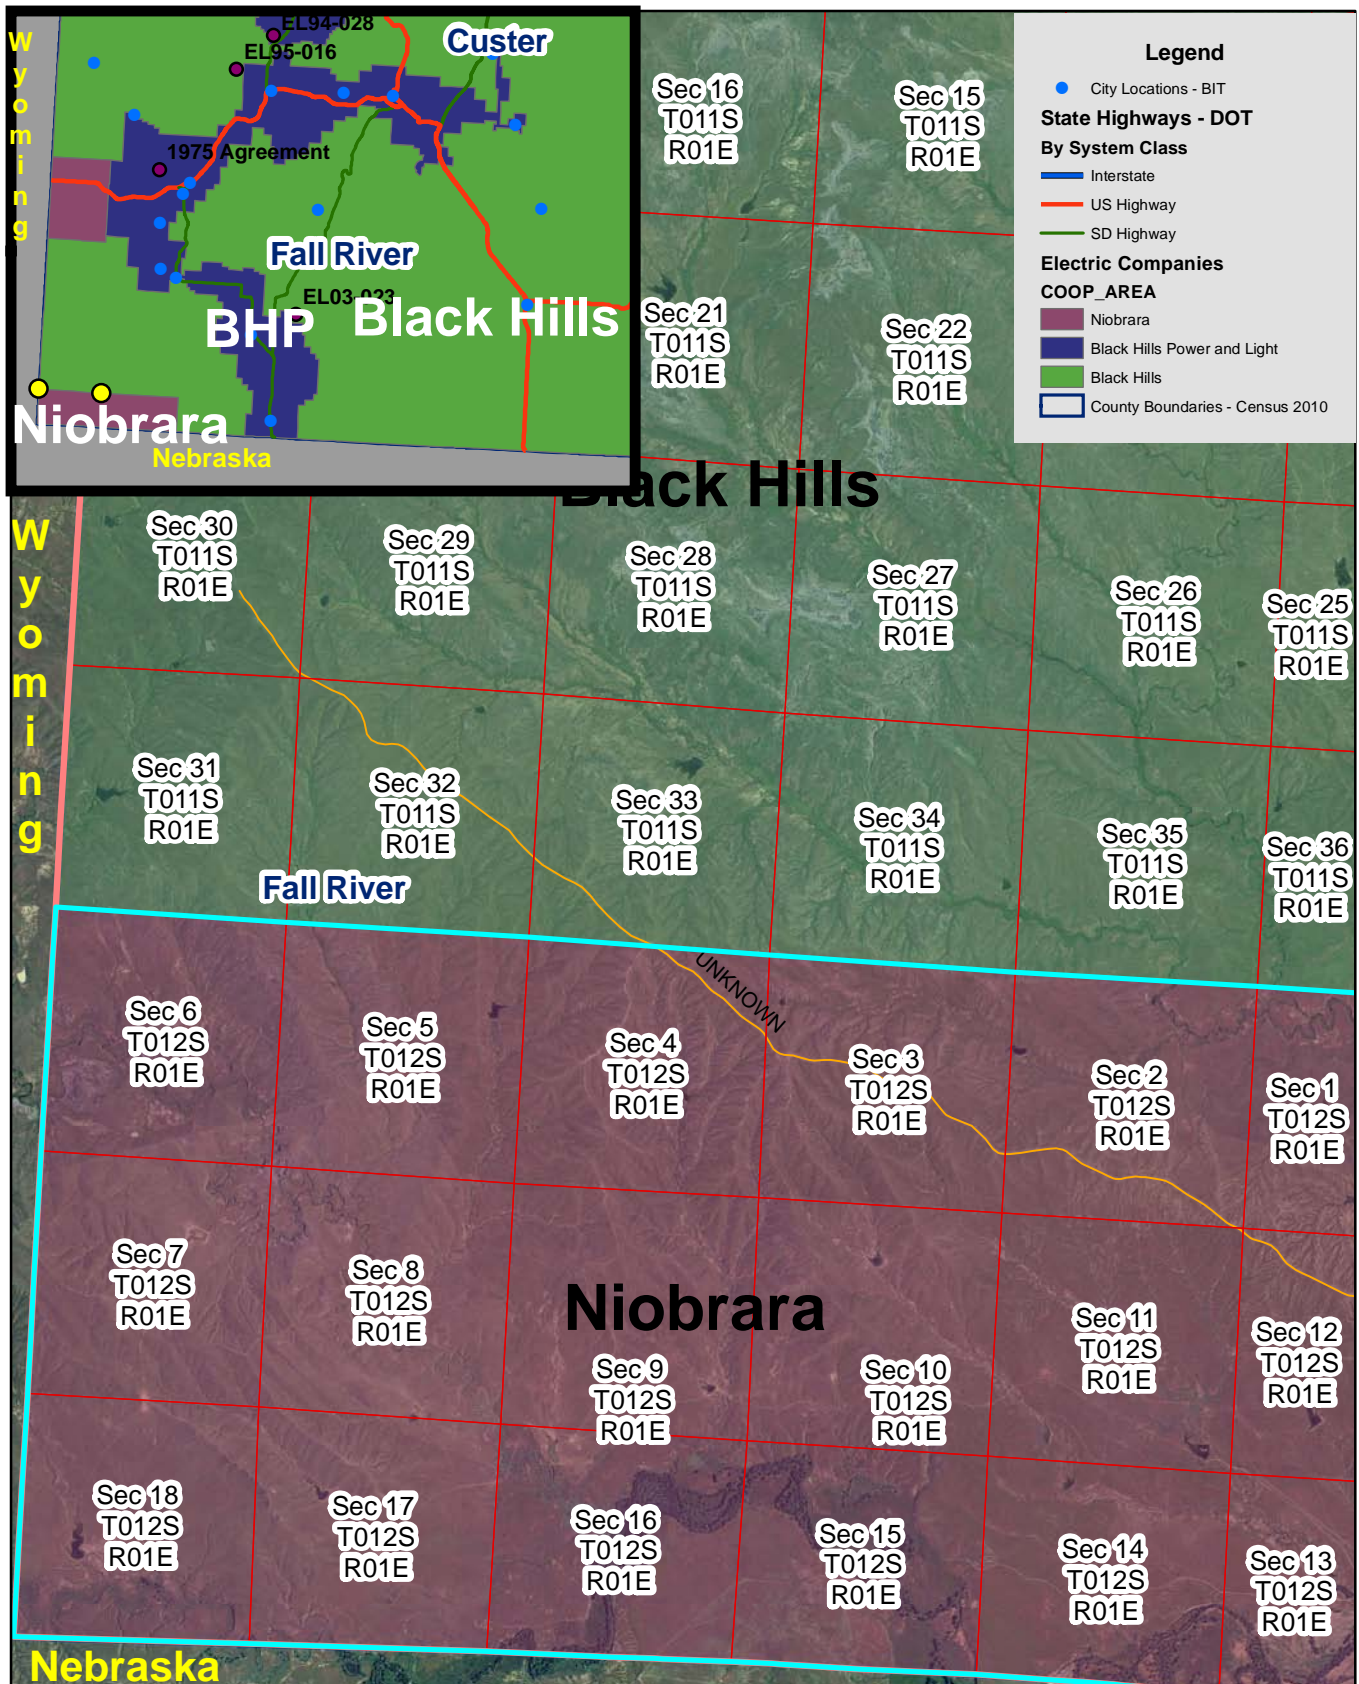 Wyoming
EL94-028
EL95-016
Custer
1975 Agreement
Fall River
EL03-023
BHP
Black Hills
Niobrara
Nebraska
Legend
City Locations - BIT
State Highways - DOT
By System Class
Interstate
US Highway
SD Highway
Electric Companies
COOP_AREA
Niobrara
Black Hills Power and Light
Black Hills
County Boundaries - Census 2010
Sec 16
T011S
R01E
Sec 15
T011S
R01E
Sec 21
T011S
R01E
Sec 22
T011S
R01E
Black Hills
Wyoming
Sec 30
T011S
R01E
Sec 29
T011S
R01E
Sec 28
T011S
R01E
Sec 27
T011S
R01E
Sec 26
T011S
R01E
Sec 25
T011S
R01E
Sec 31
T011S
R01E
Sec 32
T011S
R01E
Sec 33
T011S
R01E
Sec 34
T011S
R01E
Sec 35
T011S
R01E
Sec 36
T011S
R01E
Fall River
UNKNOWN
Sec 6
T012S
R01E
Sec 5
T012S
R01E
Sec 4
T012S
R01E
Sec 3
T012S
R01E
Sec 2
T012S
R01E
Sec 1
T012S
R01E
Sec 7
T012S
R01E
Sec 8
T012S
R01E
Niobrara
Sec 9
T012S
R01E
Sec 10
T012S
R01E
Sec 11
T012S
R01E
Sec 12
T012S
R01E
Sec 18
T012S
R01E
Sec 17
T012S
R01E
Sec 16
T012S
R01E
Sec 15
T012S
R01E
Sec 14
T012S
R01E
Sec 13
T012S
R01E
Nebraska